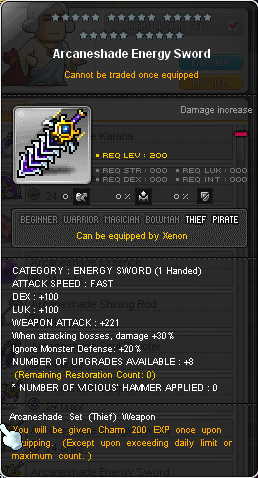 Arcaneshade Energy Sword
Cannot be traded once equipped
Damage increase
REQ LEV : 200
REQ STR : 000 REQ LUK : 000
REQ DEX : 000 REQ INT : 000
0 % 0 % 0 %
BEGINNER WARRIOR MAGICIAN BOWMAN THIEF PIRATE
Can be equipped by Xenon
CATEGORY : ENERGY SWORD (1 Handed)
ATTACK SPEED : FAST
DEX : +100
LUK : +100
WEAPON ATTACK : +221
When attacking bosses, damage +30%
Ignore Monster Defense: +20%
NUMBER OF UPGRADES AVAILABLE : +8
(Remaining Restoration Count: 0)
* NUMBER OF VICIOUS' HAMMER APPLIED : 0
Arcaneshade Set (Thief) Weapon
You will be given Charm 200 EXP once upon
equipping. (Except upon exceeding daily limit or
maximum count. )
Arcaneshade